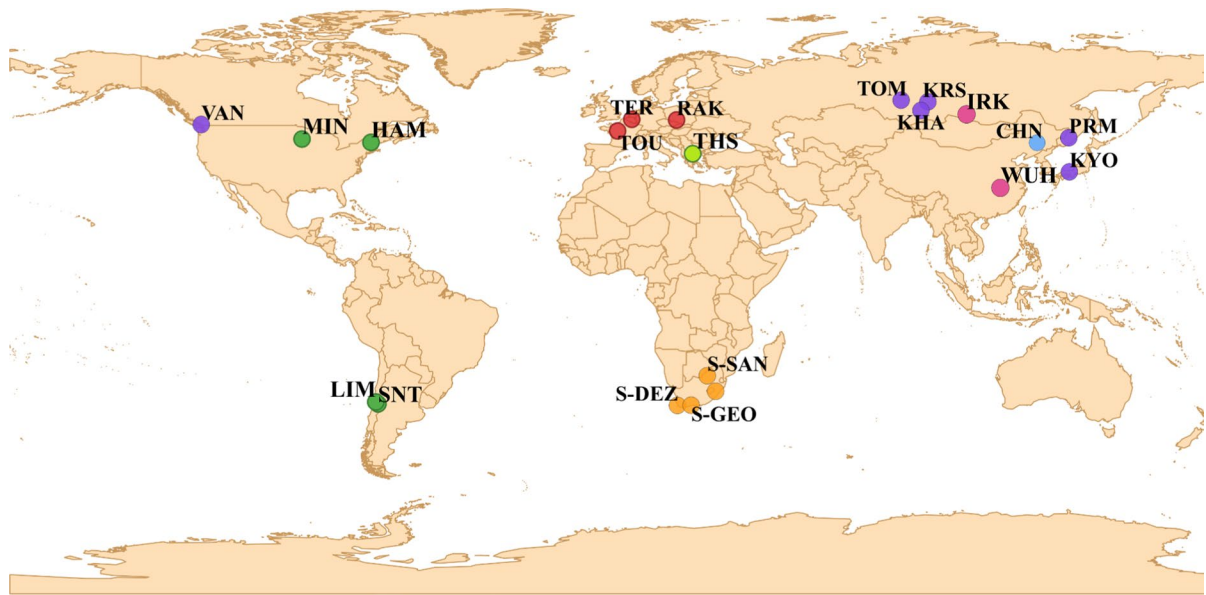 VAN
MIN
HAM
TER
RAK
TOU
THS
TOM
KRS
IRK
KHA
CHN
PRM
KYO
WUH
LIM
SNT
S-SAN
S-DEZ
S-GEO